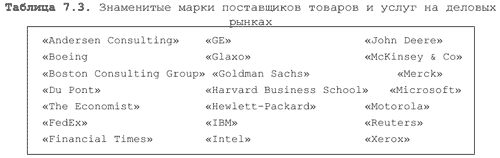 Таблица 7.3. Знаменитые марки поставщиков товаров и услуг на деловых
рынках
«Andersen Consulting» «GE» «John Deere»
«Boeing «Glaxo» «McKinsey & Co»
«Boston Consulting Group» «Goldman Sachs» «Merck»
«Du Pont» «Harvard Business School» «Microsoft»
«The Economist» «Hewlett-Packard» «Motorola»
«FedEx» «IBM» «Reuters»
«Financial Times» «Intel» «Xerox»